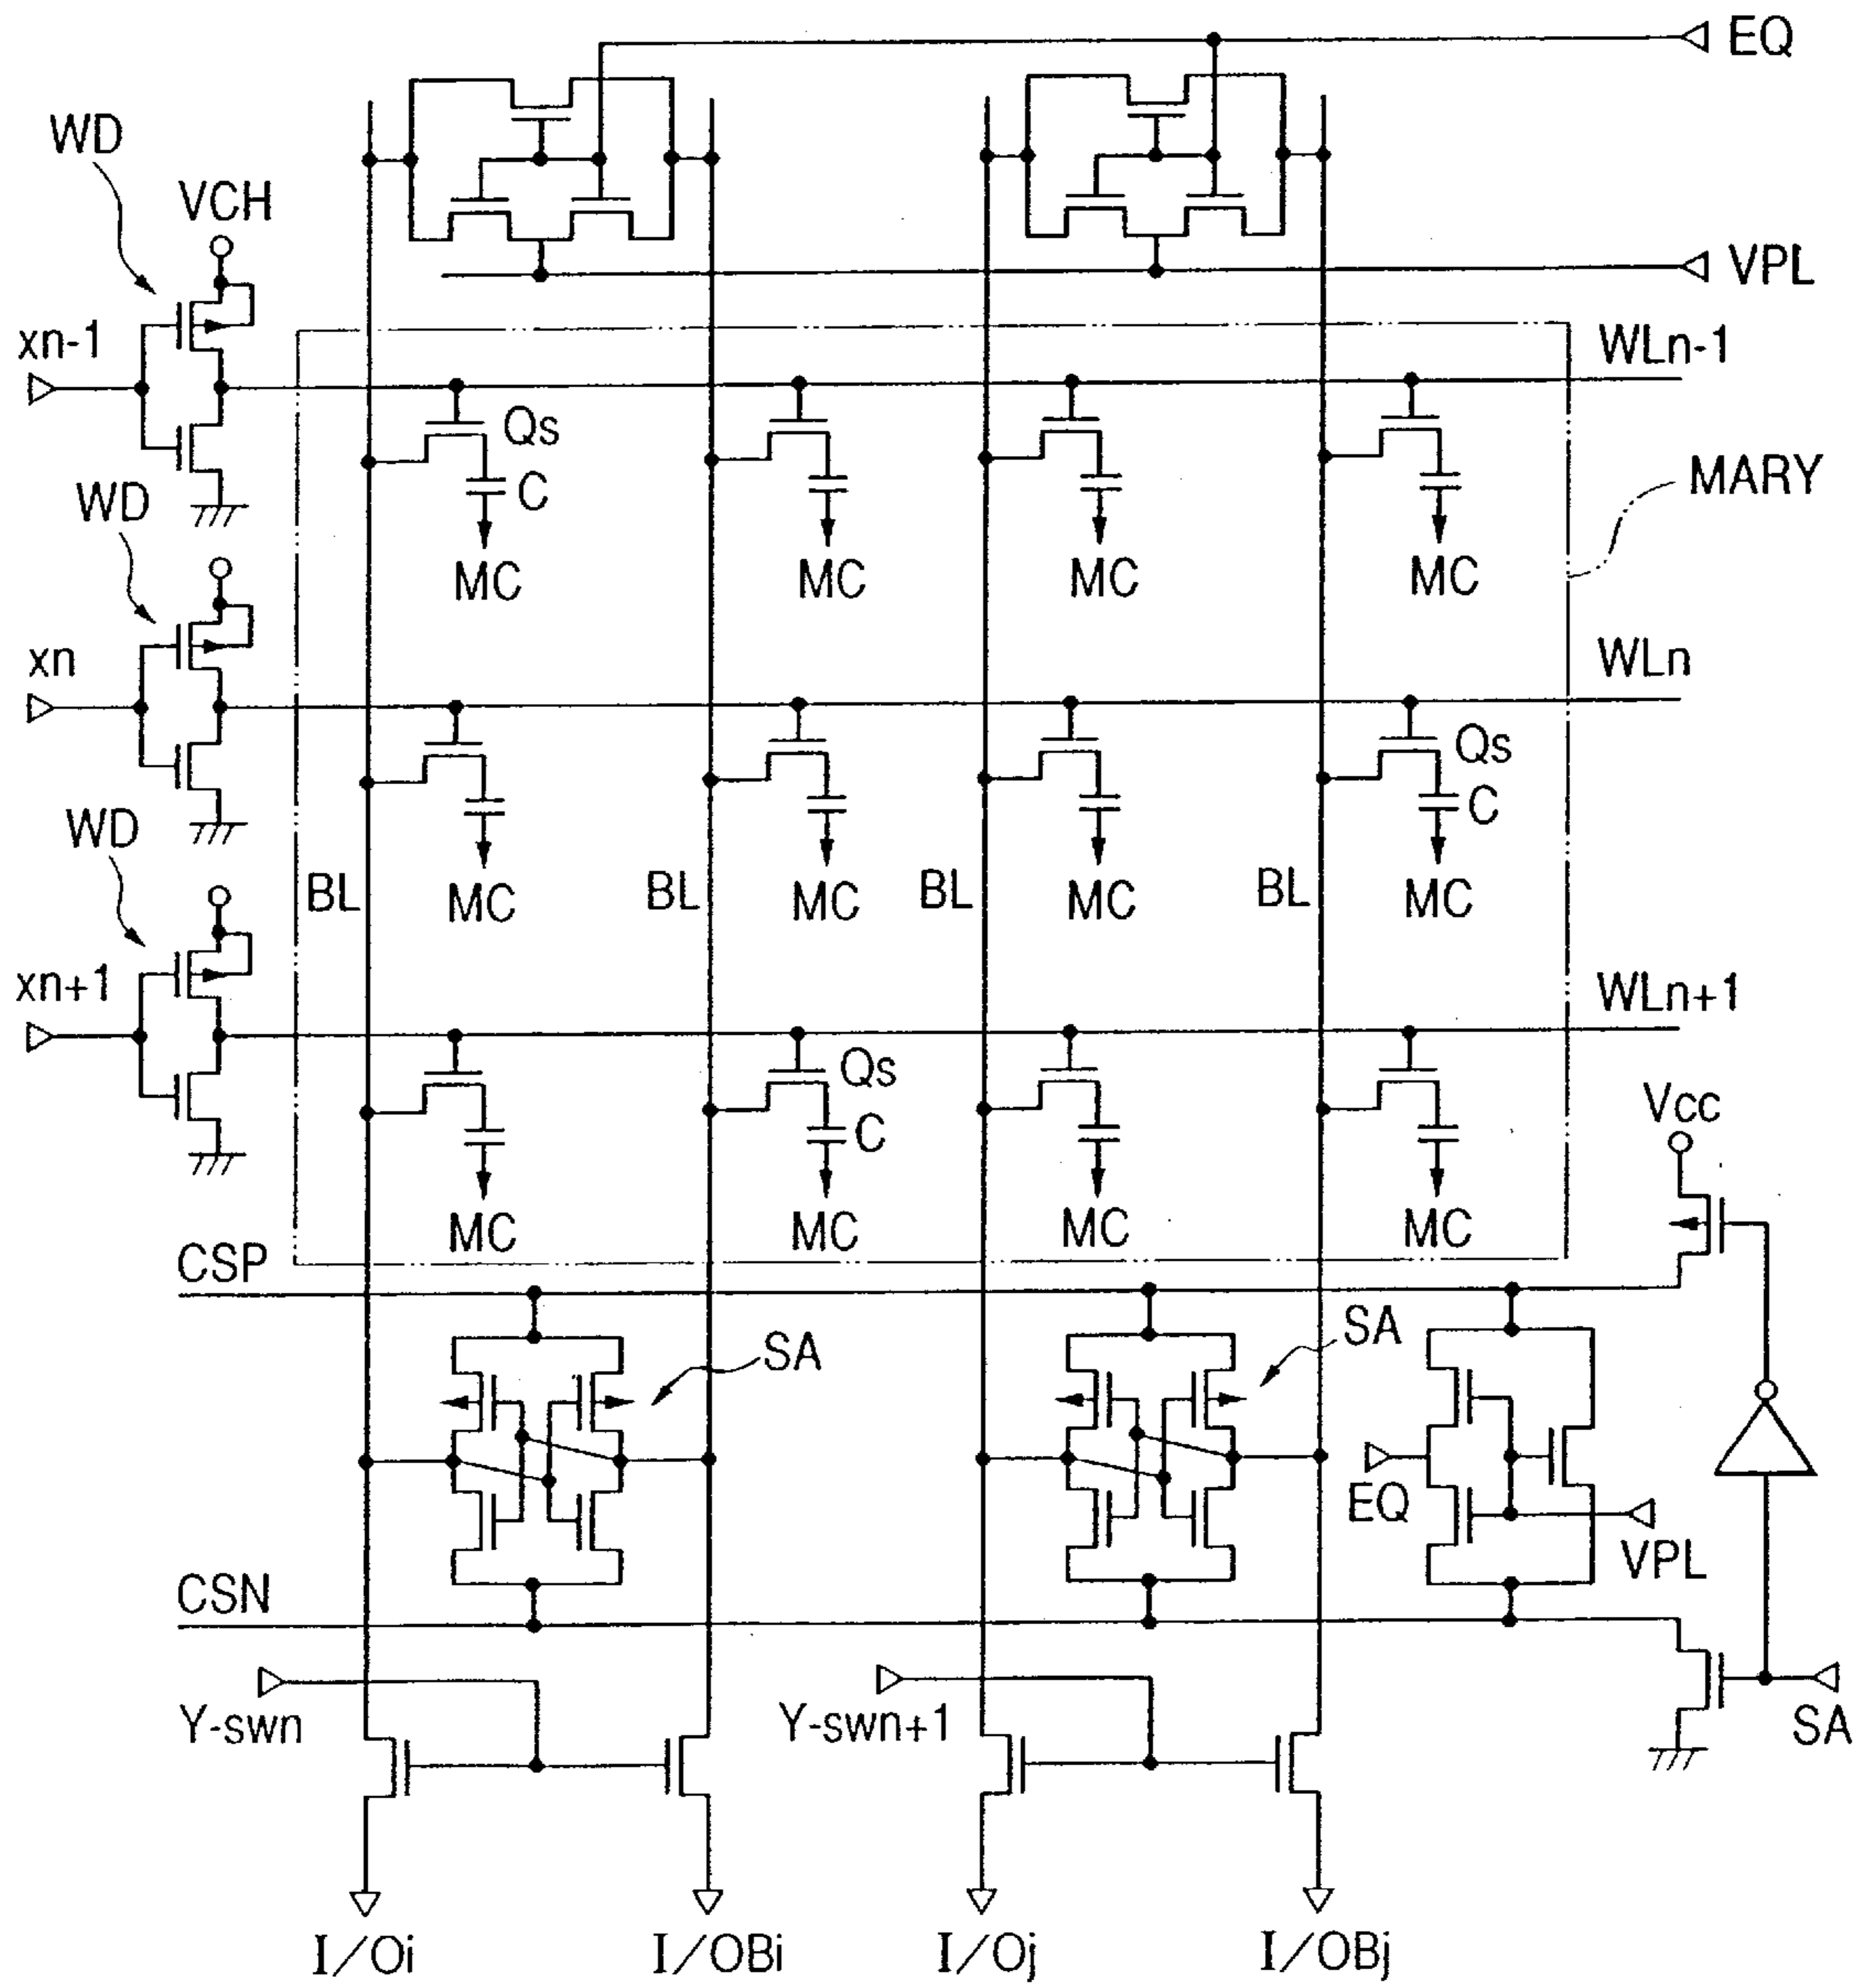 EQ
WD
VCH
VPL
xn-1
WLn-1
Qs
C
MARY
WD
MC
MC
MC
MC
xn
WLn
Qs
C
WD
BL
MC
BL
MC
BL
MC
BL
MC
xn+1
WLn+1
Qs
C
Vcc
MC
MC
MC
MC
CSP
SA
SA
EQ
VPL
CSN
Y-swn
Y-swn+1
SA
I/Oi
I/OBi
I/Oj
I/OBj